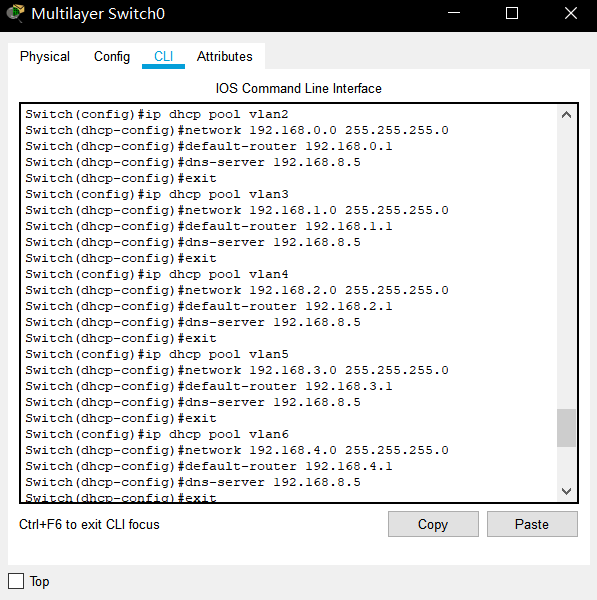 Multilayer Switch0
Physical Config CLI Attributes
IOS Command Line Interface
Switch(config)#ip dhcp pool vlan2
Switch(dhcp-config)#network 192.168.0.0 255.255.255.0
Switch(dhcp-config)#default-router 192.168.0.1
Switch(dhcp-config)#dns-server 192.168.8.5
Switch(dhcp-config)#exit
Switch(config)#ip dhcp pool vlan3
Switch(dhcp-config)#network 192.168.1.0 255.255.255.0
Switch(dhcp-config)#default-router 192.168.1.1
Switch(dhcp-config)#dns-server 192.168.8.5
Switch(dhcp-config)#exit
Switch(config)#ip dhcp pool vlan4
Switch(dhcp-config)#network 192.168.2.0 255.255.255.0
Switch(dhcp-config)#default-router 192.168.2.1
Switch(dhcp-config)#dns-server 192.168.8.5
Switch(dhcp-config)#exit
Switch(config)#ip dhcp pool vlan5
Switch(dhcp-config)#network 192.168.3.0 255.255.255.0
Switch(dhcp-config)#default-router 192.168.3.1
Switch(dhcp-config)#dns-server 192.168.8.5
Switch(dhcp-config)#exit
Switch(config)#ip dhcp pool vlan6
Switch(dhcp-config)#network 192.168.4.0 255.255.255.0
Switch(dhcp-config)#default-router 192.168.4.1
Switch(dhcp-config)#dns-server 192.168.8.5
Switch(dhcp-config)#exit
Ctrl+F6 to exit CLI focus Copy Paste
Top